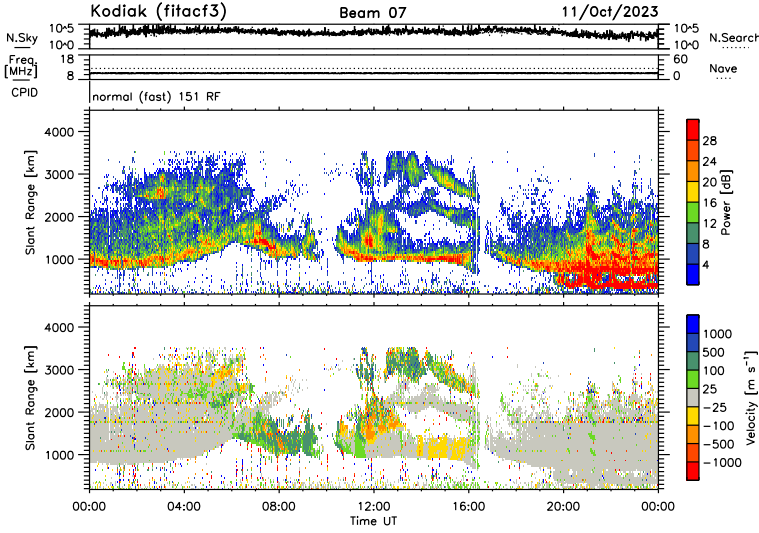 Kodiak (fitacf3) Beam 07 11/Oct/2023
N.Sky 10^5 10^0 10^5 10^0 N.Search
Freq. [MHz] 18 8 60 0 Nave
CPID normal (fast) 151 RF
Slant Range [km] 4000 3000 2000 1000
28 24 20 16 12 8 4 Power [dB]
Slant Range [km] 4000 3000 2000 1000
1000 500 100 25 -25 -100 -500 -1000 Velocity [m s^-1]
00:00 04:00 08:00 12:00 16:00 20:00 00:00
Time UT